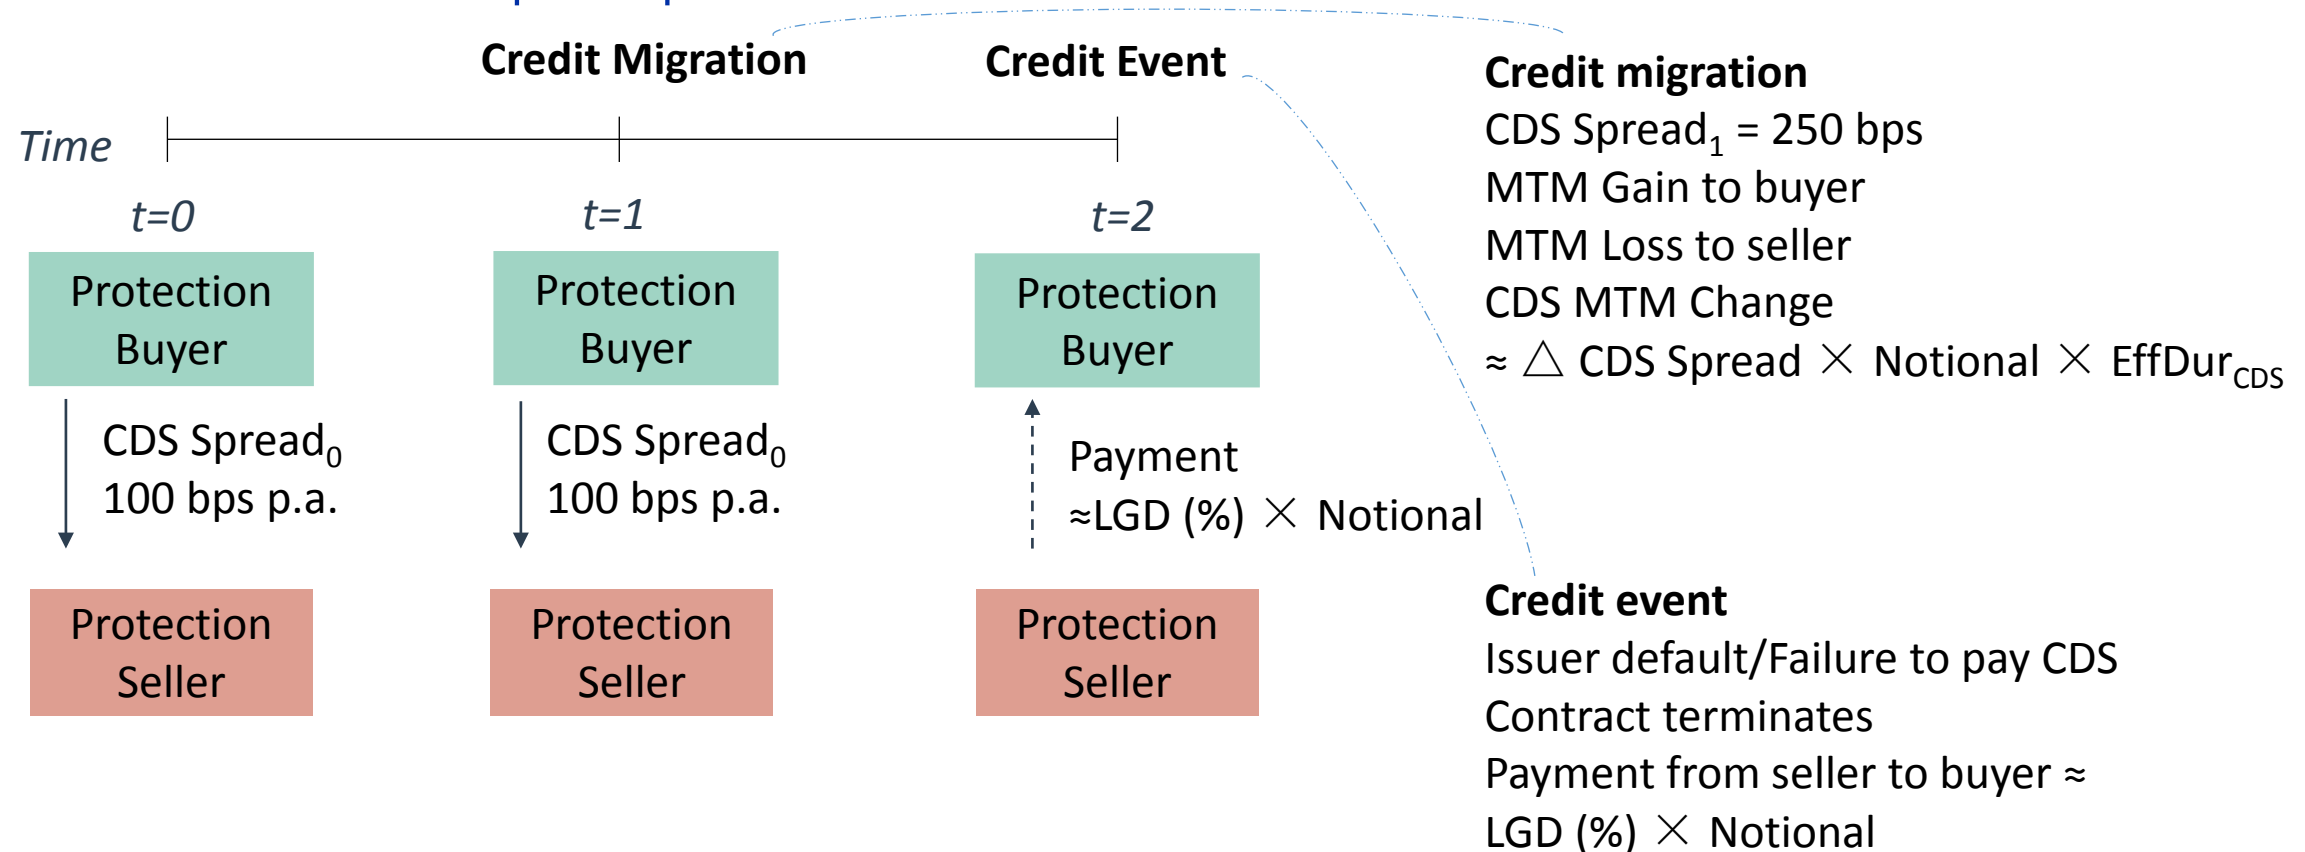 Credit Migration
Credit Event
Time
t=0
t=1
t=2
Protection
Buyer
CDS Spread₀
100 bps p.a.
Protection
Seller
Protection
Buyer
CDS Spread₀
100 bps p.a.
Protection
Seller
Protection
Buyer
Payment
≈LGD (%) × Notional
Protection
Seller
Credit migration
CDS Spread₁ = 250 bps
MTM Gain to buyer
MTM Loss to seller
CDS MTM Change
≈ △ CDS Spread × Notional × EffDur_CDS
Credit event
Issuer default/Failure to pay CDS
Contract terminates
Payment from seller to buyer ≈
LGD (%) × Notional